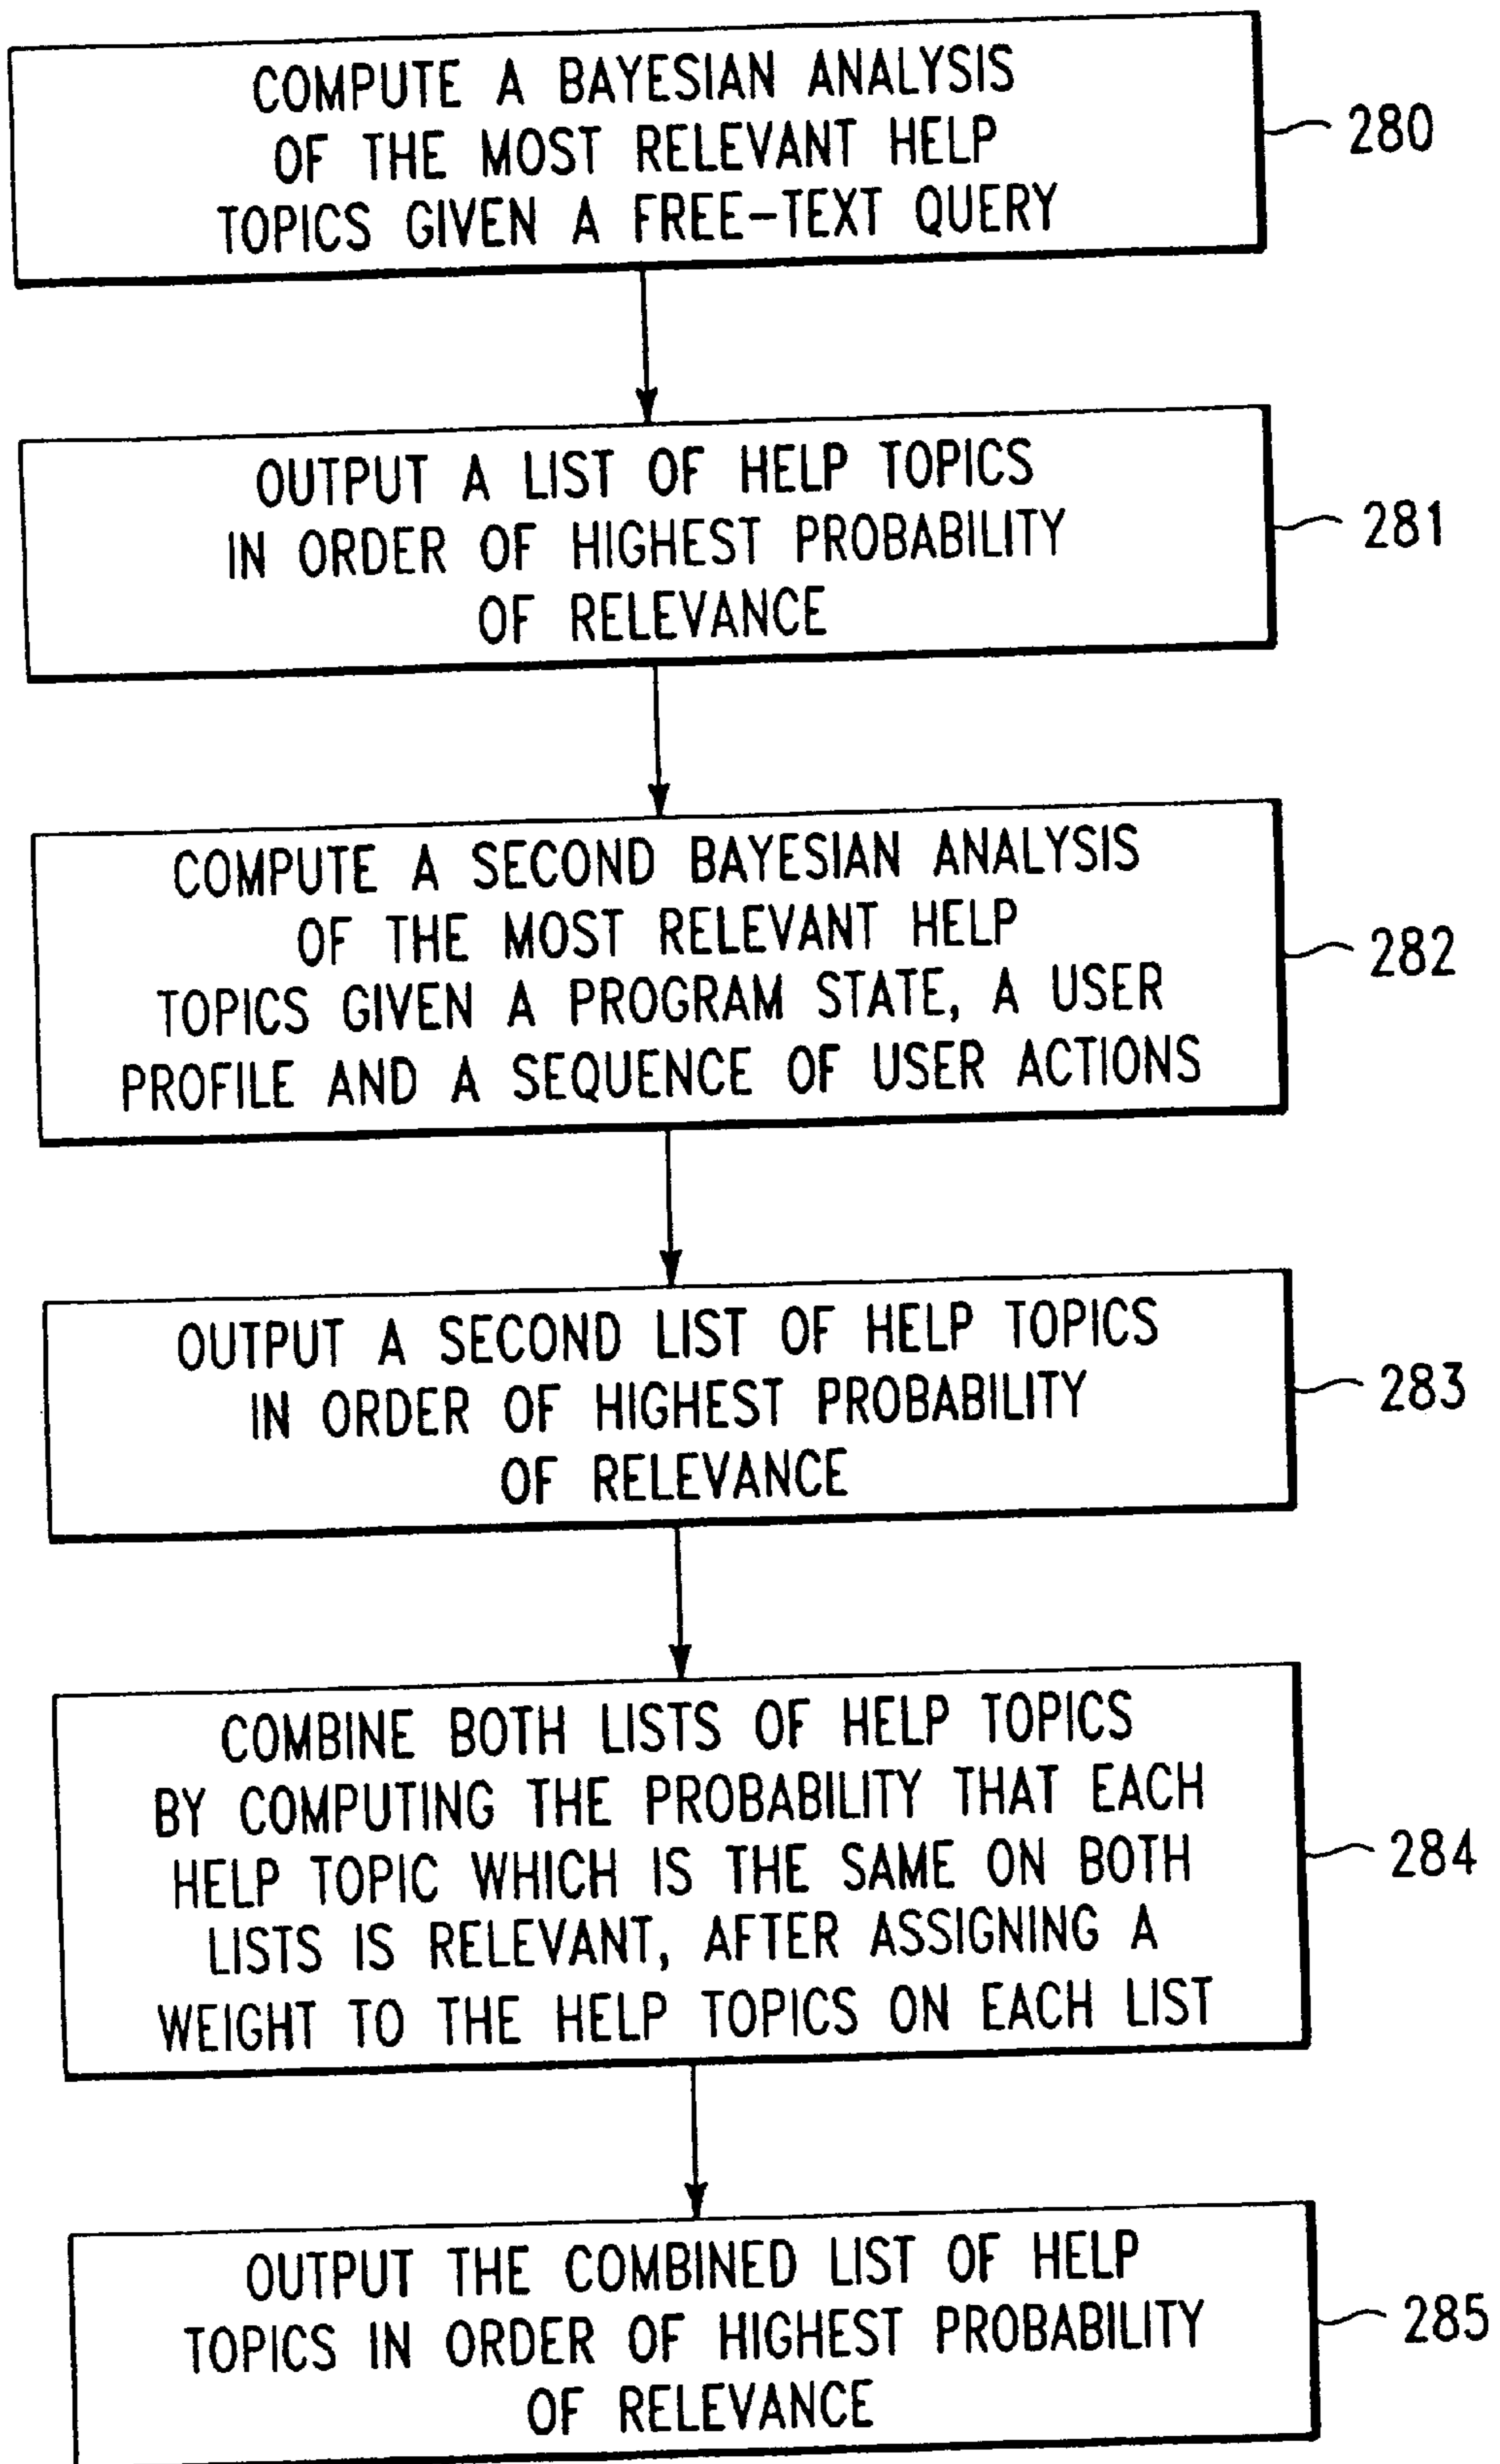 COMPUTE A BAYESIAN ANALYSIS
OF THE MOST RELEVANT HELP
TOPICS GIVEN A FREE-TEXT QUERY
280
OUTPUT A LIST OF HELP TOPICS
IN ORDER OF HIGHEST PROBABILITY
OF RELEVANCE
281
COMPUTE A SECOND BAYESIAN ANALYSIS
OF THE MOST RELEVANT HELP
TOPICS GIVEN A PROGRAM STATE, A USER
PROFILE AND A SEQUENCE OF USER ACTIONS
282
OUTPUT A SECOND LIST OF HELP TOPICS
IN ORDER OF HIGHEST PROBABILITY
OF RELEVANCE
283
COMBINE BOTH LISTS OF HELP TOPICS
BY COMPUTING THE PROBABILITY THAT EACH
HELP TOPIC WHICH IS THE SAME ON BOTH
LISTS IS RELEVANT, AFTER ASSIGNING A
WEIGHT TO THE HELP TOPICS ON EACH LIST
284
OUTPUT THE COMBINED LIST OF HELP
TOPICS IN ORDER OF HIGHEST PROBABILITY
OF RELEVANCE
285